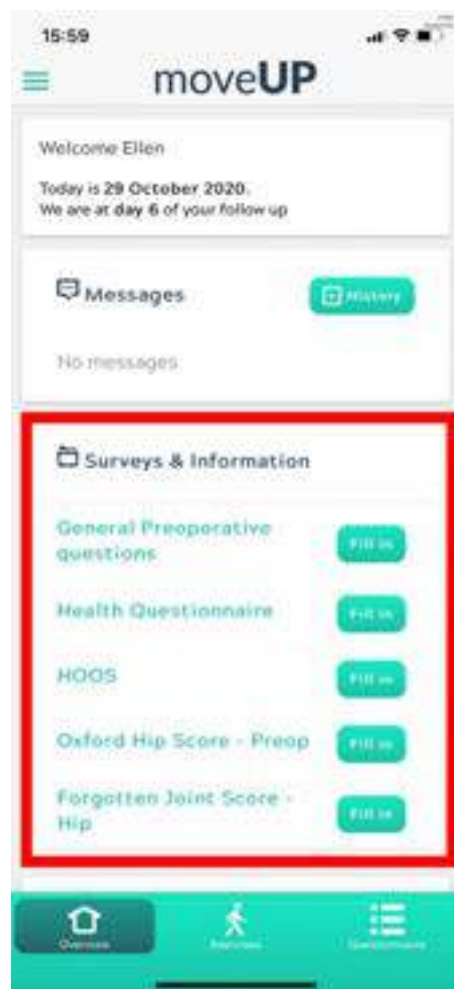 15:59
moveUP
Welcome Ellen
Today is 29 October 2020.
We are at day 6 of your follow up
Messages
History
No messages
Surveys & Information
General Preoperative
questions
Fill in
Health Questionnaire
Fill in
HOOS
Fill in
Oxford Hip Score - Preop
Fill in
Forgotten Joint Score -
Hip
Fill in
Overview
Exercises
Questionnaires